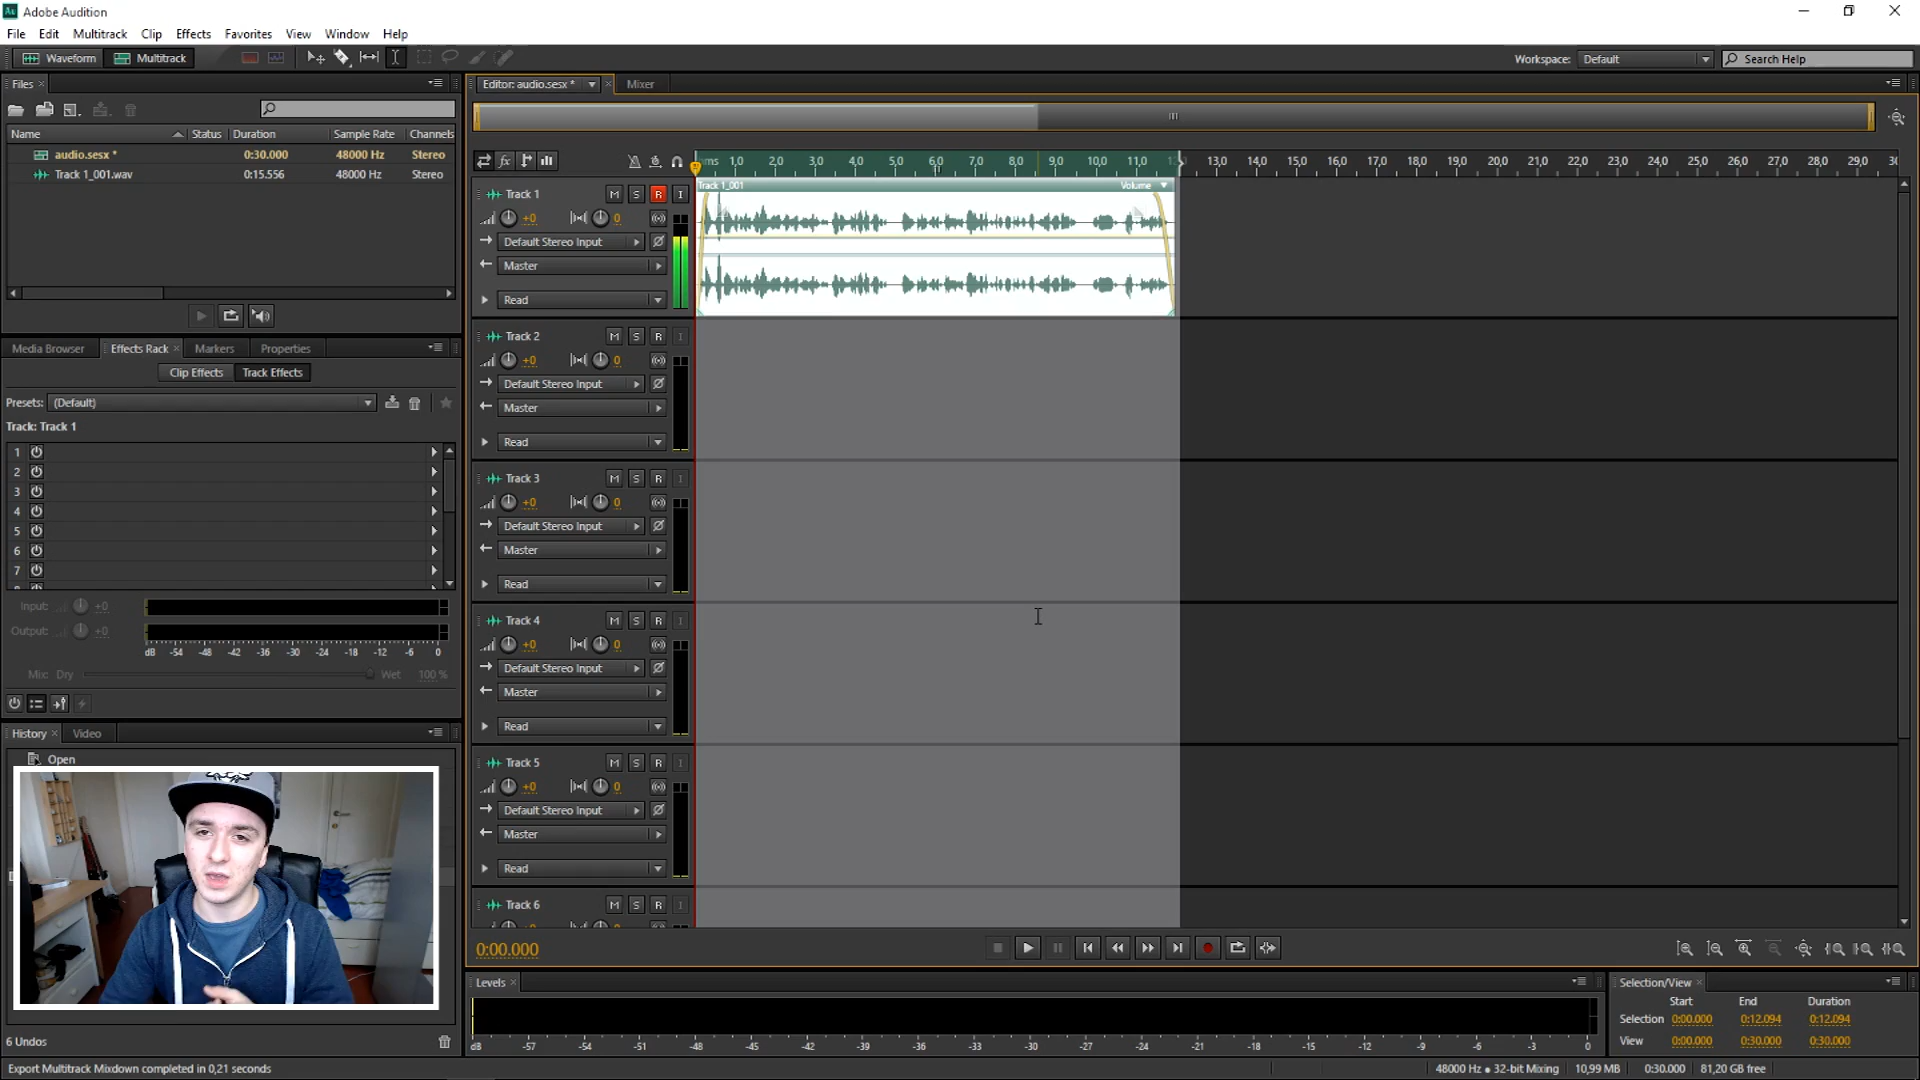 Au Adobe Audition
File Edit Multitrack Clip Effects Favorites View Window Help
Waveform Multitrack Workspace: Default Search Help
Files × Editor: audio.sesx * × Mixer
Name Status Duration Sample Rate Channels
audio.sesx * 0:30.000 48000 Hz Stereo
Track 1_001.wav 0:15.556 48000 Hz Stereo
fx hms 1,0 2,0 3,0 4,0 5,0 6,0 7,0 8,0 9,0 10,0 11,0 13,0 14,0 15,0 16,0 17,0 18,0 19,0 20,0 21,0 22,0 23,0 24,0 25,0 26,0 27,0 28,0 29,0
Track 1 M S R I
Track 1_001 Volume
+0 0
Default Stereo Input
Master
Read
Track 2 M S R I
+0 0
Default Stereo Input
Master
Read
Track 3 M S R I
+0 0
Default Stereo Input
Master
Read
Track 4 M S R I
+0 0
Default Stereo Input
Master
Read
Track 5 M S R I
+0 0
Default Stereo Input
Master
Read
Track 6 M S R I
Media Browser Effects Rack × Markers Properties
Clip Effects Track Effects
Presets: (Default)
Track: Track 1
1
2
3
4
5
6
7
Input: +0
Output: +0
dB -54 -48 -42 -36 -30 -24 -18 -12 -6 0
Mix: Dry Wet 100 %
History × Video
Open
6 Undos
0:00.000
Levels ×
dB -57 -54 -51 -48 -45 -42 -39 -36 -33 -30 -27 -24 -21 -18 -15 -12 -9 -6 -3 0
Selection/View ×
Start End Duration
Selection 0:00.000 0:12.094 0:12.094
View 0:00.000 0:30.000 0:30.000
Export Multitrack Mixdown completed in 0,21 seconds
48000 Hz • 32-bit Mixing 10,99 MB 0:30.000 81,20 GB free